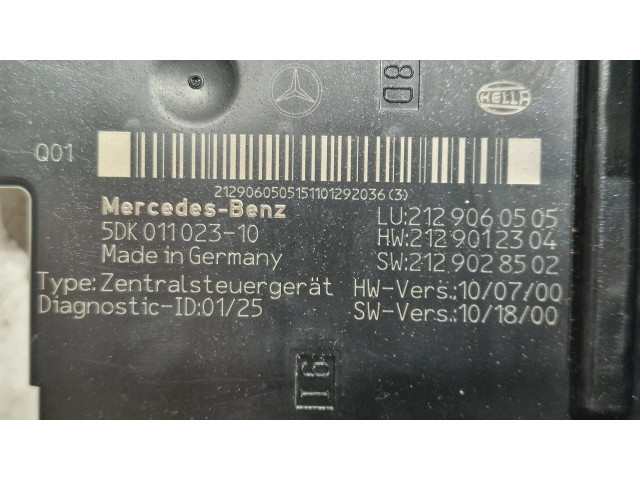 80
HELLA
Q01
2129060505151101292036(3)
Mercedes-Benz
5DK 011 023-10
Made in Germany
LU:212 906 05 05
HW:212 901 23 04
SW:212 902 85 02
Type:Zentralsteuergerät
Diagnostic-ID:01/25
HW-Vers.:10/07/00
SW-Vers.:10/18/00
16